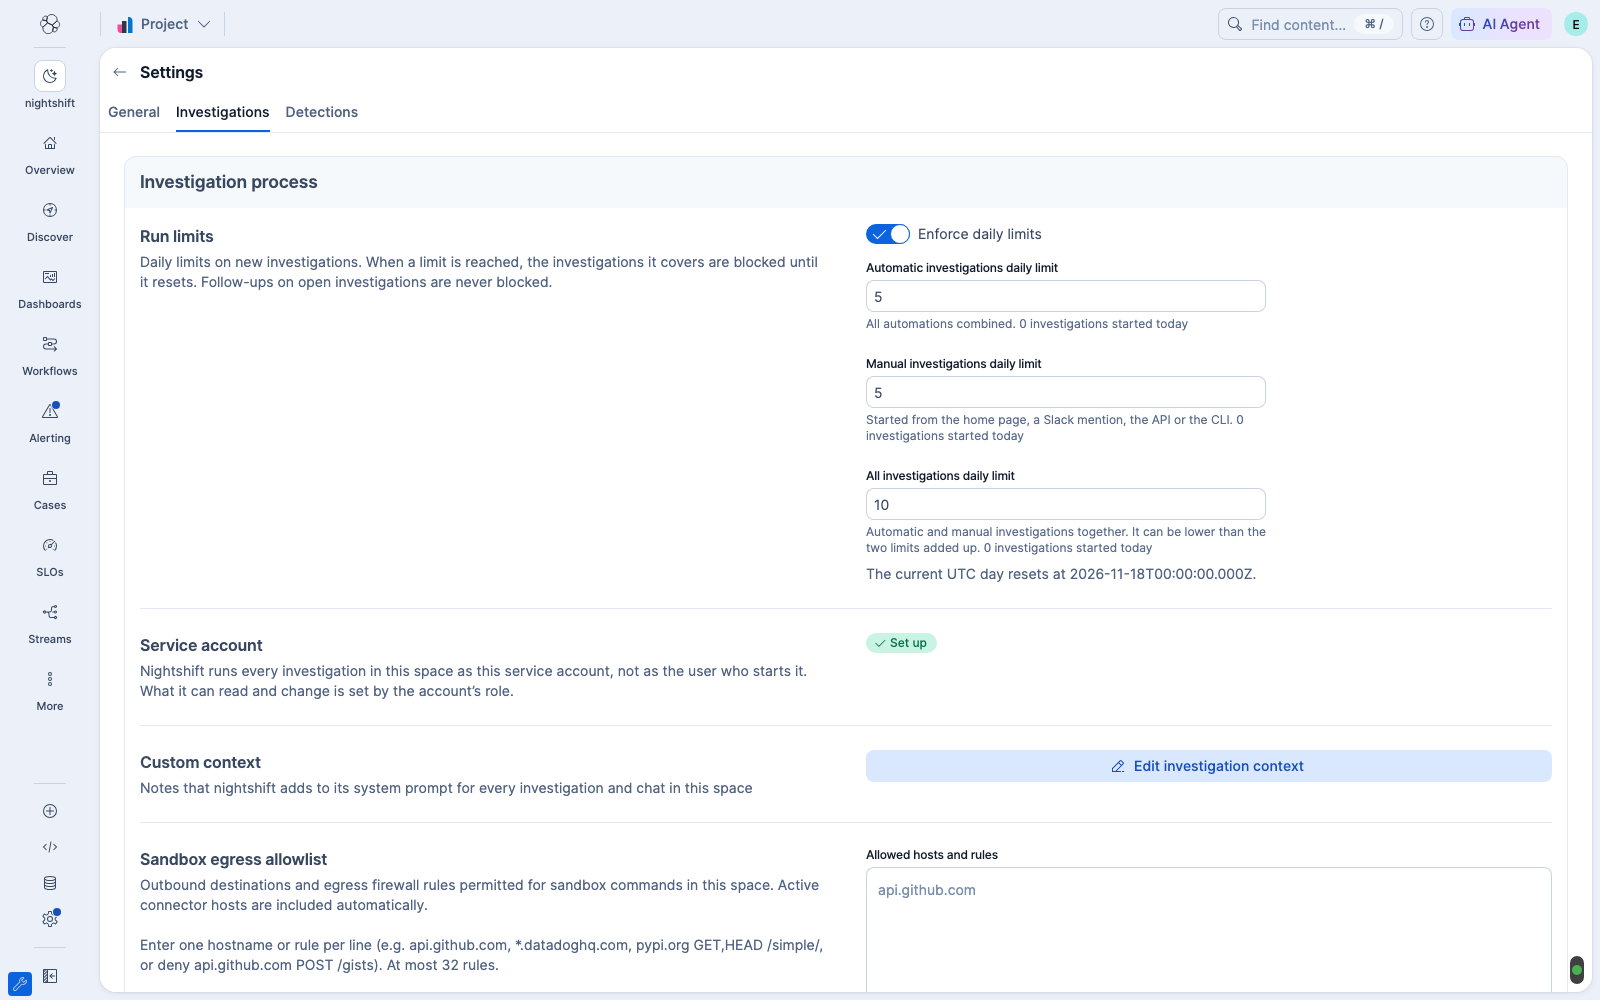 Project
Find content...
⌘ /
AI Agent
E
nightshift
Overview
Discover
Dashboards
Workflows
Alerting
Cases
SLOs
Streams
More
Settings
General
Investigations
Detections
Investigation process
Run limits
Daily limits on new investigations. When a limit is reached, the investigations it covers are blocked until
it resets. Follow-ups on open investigations are never blocked.
Enforce daily limits
Automatic investigations daily limit
5
All automations combined. 0 investigations started today
Manual investigations daily limit
5
Started from the home page, a Slack mention, the API or the CLI. 0
investigations started today
All investigations daily limit
10
Automatic and manual investigations together. It can be lower than the
two limits added up. 0 investigations started today
The current UTC day resets at 2026-11-18T00:00:00.000Z.
Service account
Nightshift runs every investigation in this space as this service account, not as the user who starts it.
What it can read and change is set by the account’s role.
Set up
Custom context
Notes that nightshift adds to its system prompt for every investigation and chat in this space
Edit investigation context
Sandbox egress allowlist
Outbound destinations and egress firewall rules permitted for sandbox commands in this space. Active
connector hosts are included automatically.
Enter one hostname or rule per line (e.g. api.github.com, *.datadoghq.com, pypi.org GET,HEAD /simple/,
or deny api.github.com POST /gists). At most 32 rules.
Allowed hosts and rules
api.github.com